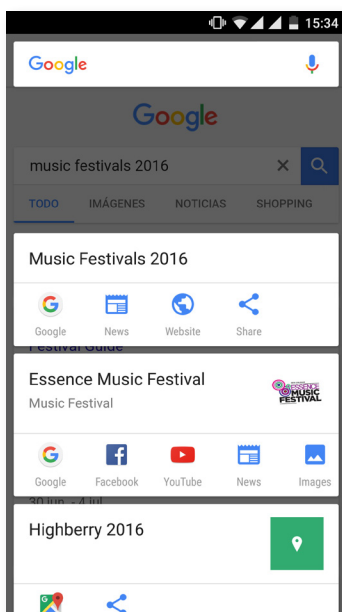 15:34
Google
Google
music festivals 2016
TODO IMÁGENES NOTICIAS SHOPPING
Music Festivals 2016
Google News Website Share
Festival Guide
Essence Music Festival
Music Festival
ESSENCE
MUSIC
FESTIVAL
Google Facebook YouTube News Images
30 jun. - 4 jul.
Highberry 2016